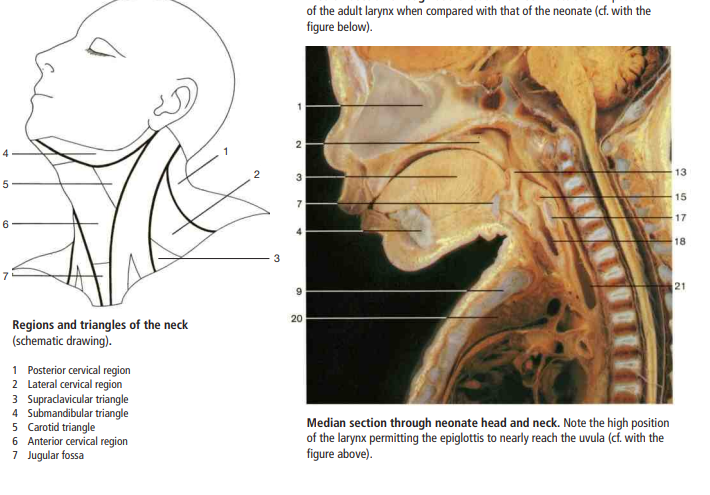 of the adult larynx when compared with that of the neonate (cf. with the
figure below).
4
5
6
7
1
2
3
Regions and triangles of the neck
(schematic drawing).
1 Posterior cervical region
2 Lateral cervical region
3 Supraclavicular triangle
4 Submandibular triangle
5 Carotid triangle
6 Anterior cervical region
7 Jugular fossa
1
2
3
7
4
9
20
13
15
17
18
21
Median section through neonate head and neck. Note the high position
of the larynx permitting the epiglottis to nearly reach the uvula (cf. with the
figure above).